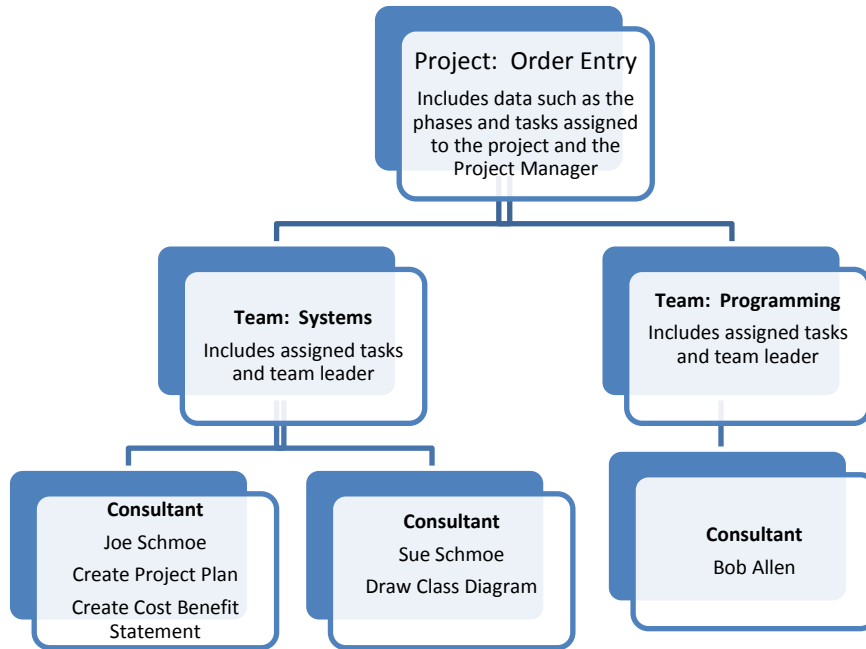 Project:  Order Entry
Includes data such as the
phases and tasks assigned
to the project and the
Project Manager
Team:  Systems
Includes assigned tasks
and team leader
Team:  Programming
Includes assigned tasks
and team leader
Consultant
Joe Schmoe
Create Project Plan
Create Cost Benefit
Statement
Consultant
Sue Schmoe
Draw Class Diagram
Consultant
Bob Allen